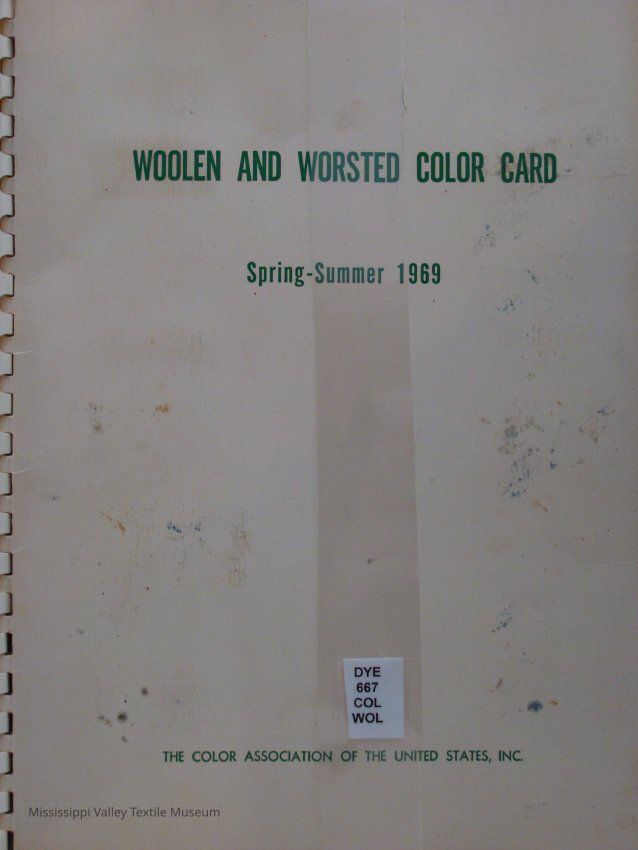 WOOLEN AND WORSTED COLOR CARD
Spring-Summer 1969
DYE
667
COL
WOL
THE COLOR ASSOCIATION OF THE UNITED STATES, INC.
Mississippi Valley Textile Museum